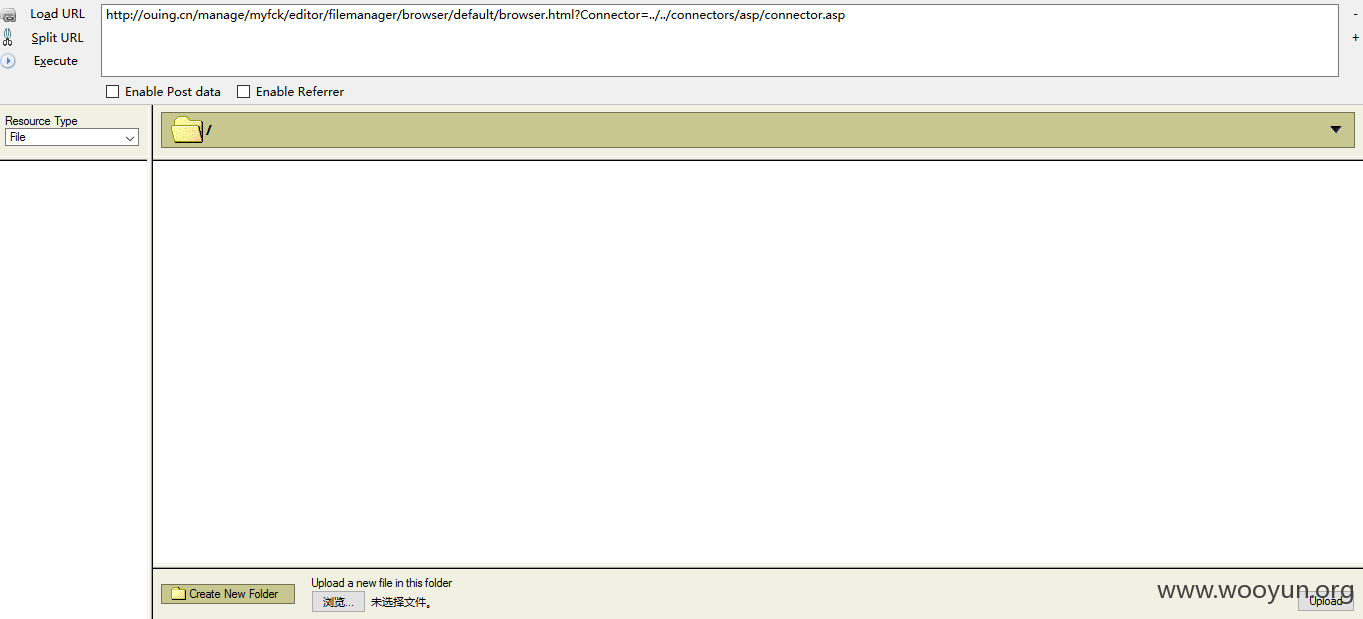 Load URL
http://ouing.cn/manage/myfck/editor/filemanager/browser/default/browser.html?Connector=../../connectors/asp/connector.asp
-
Split URL
+
Execute
Enable Post data
Enable Referrer
Resource Type
File
/
Create New Folder
Upload a new file in this folder
浏览... 未选择文件。
Upload
www.wooyun.org